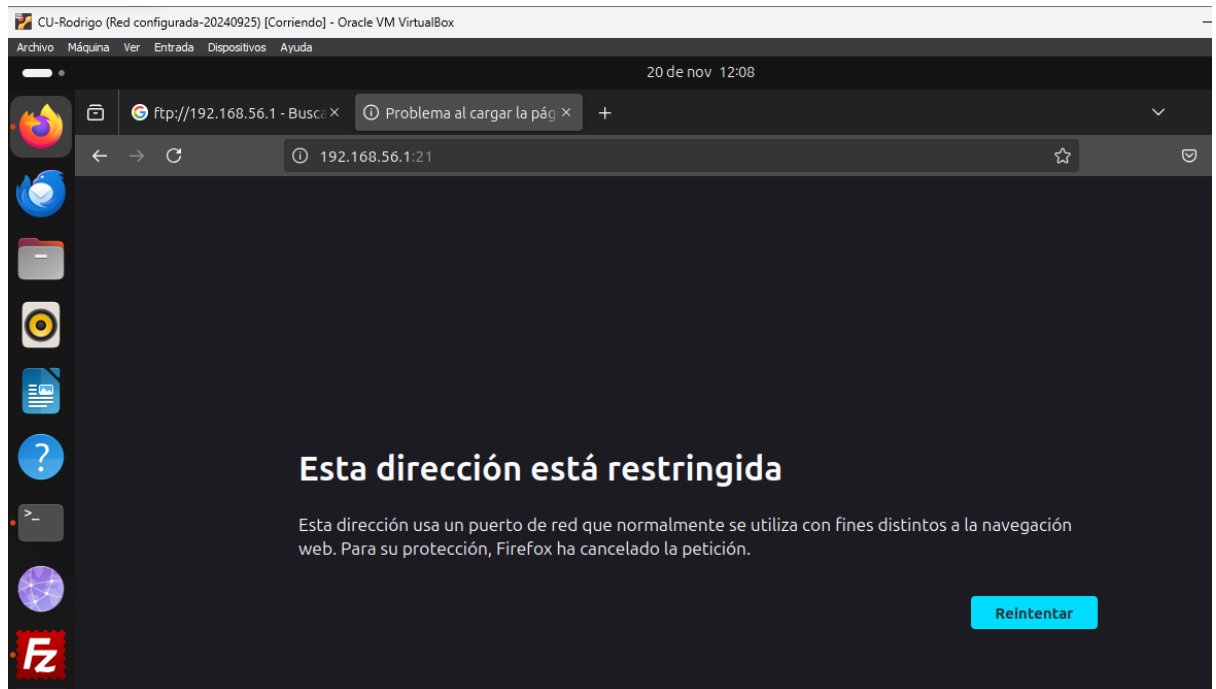 CU-Rodrigo (Red configurada-20240925) [Corriendo] - Oracle VM VirtualBox
Archivo Máquina Ver Entrada Dispositivos Ayuda
20 de nov 12:08
ftp://192.168.56.1 - Busca
Problema al cargar la pág
192.168.56.1:21
Esta dirección está restringida
Esta dirección usa un puerto de red que normalmente se utiliza con fines distintos a la navegación
web. Para su protección, Firefox ha cancelado la petición.
Reintentar
Fz